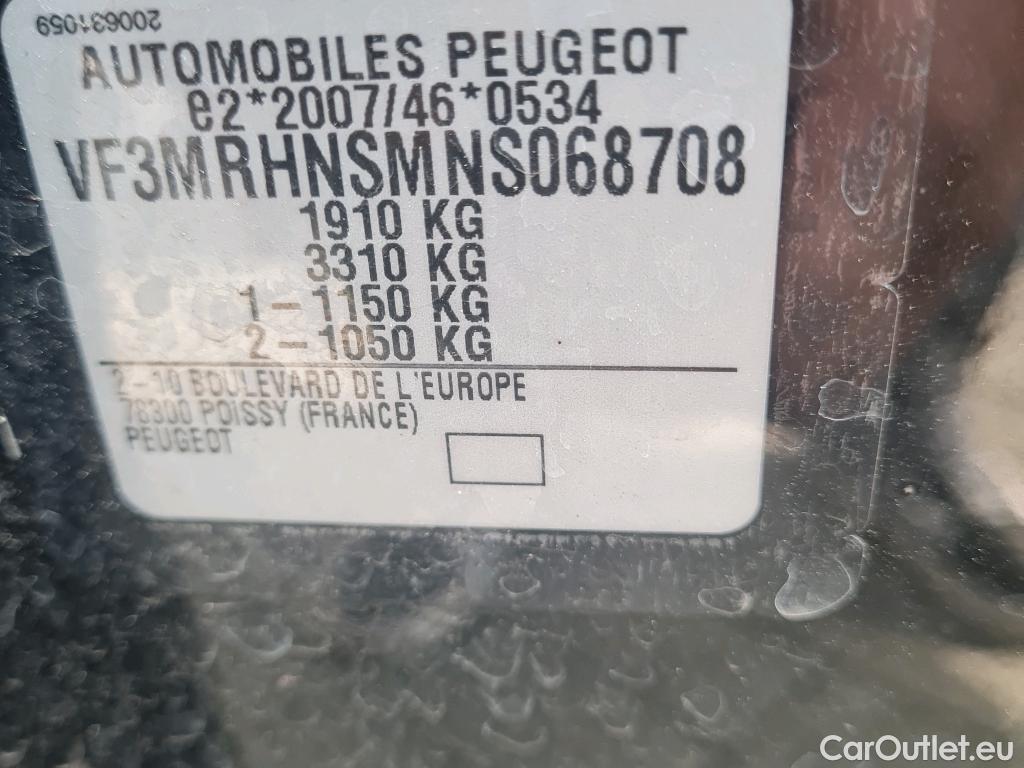 200631059
AUTOMOBILES PEUGEOT
e2*2007/46*0534
VF3MRHNSMNS068708
1910 KG
3310 KG
1-1150 KG
2-1050 KG
2-10 BOULEVARD DE L'EUROPE
78300 POISSY (FRANCE)
PEUGEOT
CarOutlet.eu